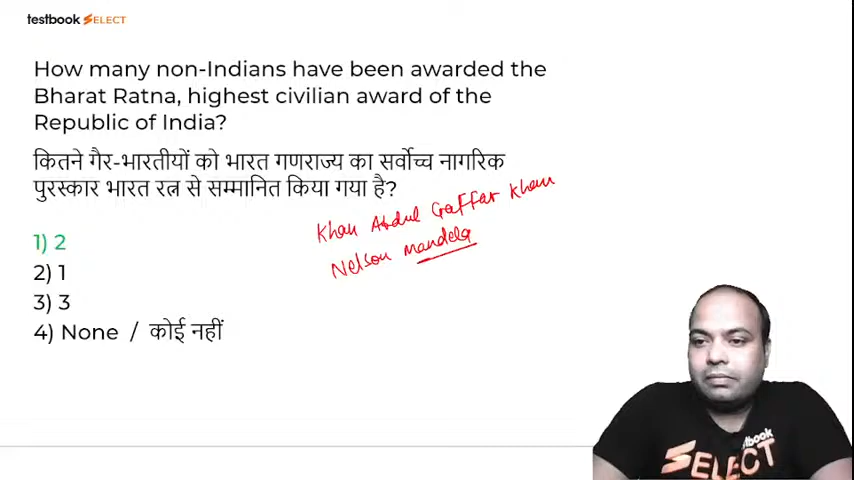 testbook SELECT
How many non-Indians have been awarded the
Bharat Ratna, highest civilian award of the
Republic of India?
कितने गैर-भारतीयों को भारत गणराज्य का सर्वोच्च नागरिक
पुरस्कार भारत रत्न से सम्मानित किया गया है?
Khan Abdul Gaffar Khan
Nelson Mandela
1) 2
2) 1
3) 3
4) None / कोई नहीं
testbook
SELECT